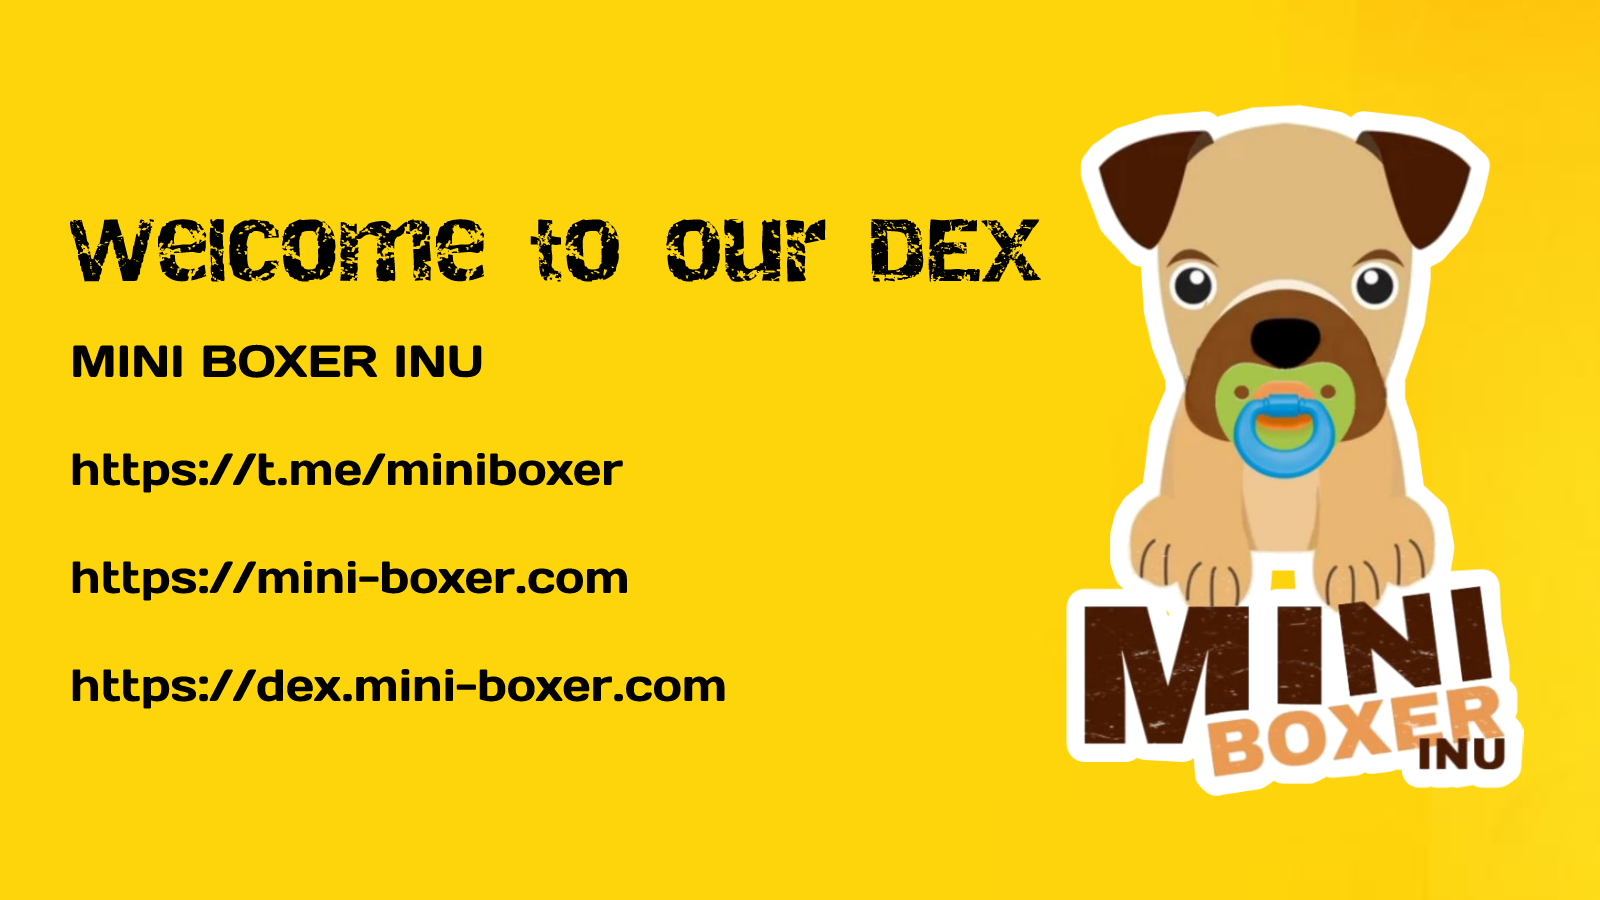 welcome to our DEX
MINI BOXER INU
https://t.me/miniboxer
https://mini-boxer.com
https://dex.mini-boxer.com
MINI
BOXER
INU